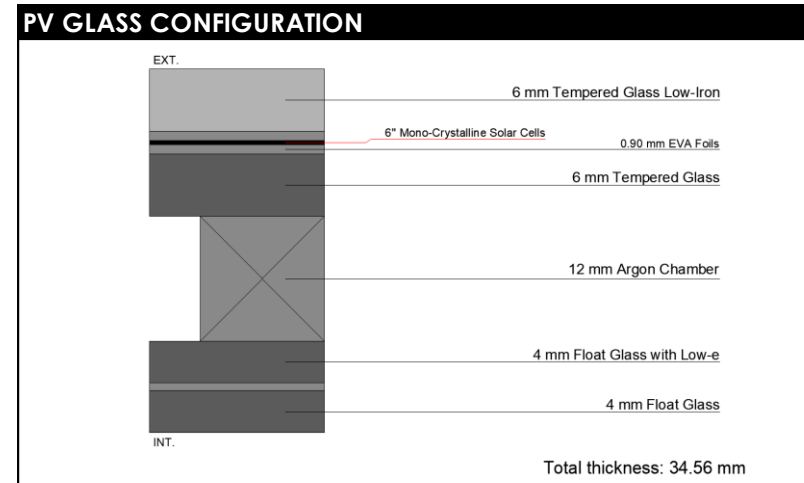 PV GLASS CONFIGURATION
EXT.
6 mm Tempered Glass Low-Iron
6" Mono-Crystalline Solar Cells
0.90 mm EVA Foils
6 mm Tempered Glass
12 mm Argon Chamber
4 mm Float Glass with Low-e
4 mm Float Glass
INT.
Total thickness: 34.56 mm